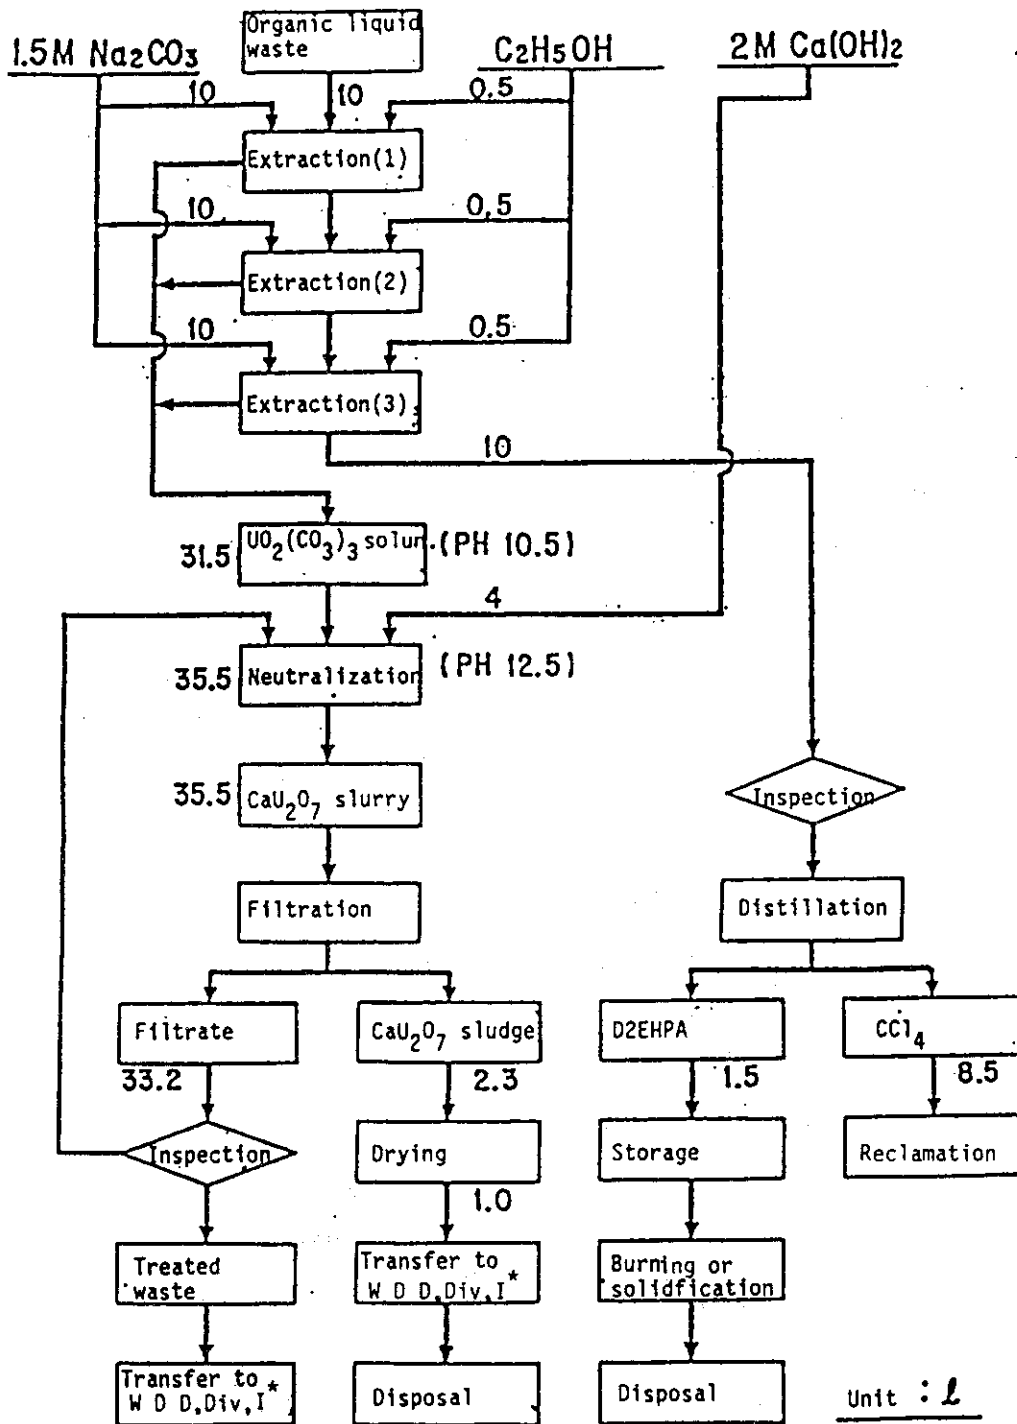 Organic liquid
waste
1.5M Na2CO3
C2H5OH
2M Ca(OH)2
10
10
0.5
Extraction(1)
10
0.5
Extraction(2)
10
0.5
Extraction(3)
10
31.5
UO2(CO3)3 solun.
(PH 10.5)
4
35.5
Neutralization
(PH 12.5)
35.5
CaU2O7 slurry
Inspection
Filtration
Distillation
Filtrate
CaU2O7 sludge
D2EHPA
CCl4
33.2
2.3
1.5
8.5
Inspection
Drying
Storage
Reclamation
1.0
Treated
waste
Transfer to
W D D,Div,I*
Burning or
solidfication
Transfer to
W D D,Div,I*
Disposal
Disposal
Unit : ℓ